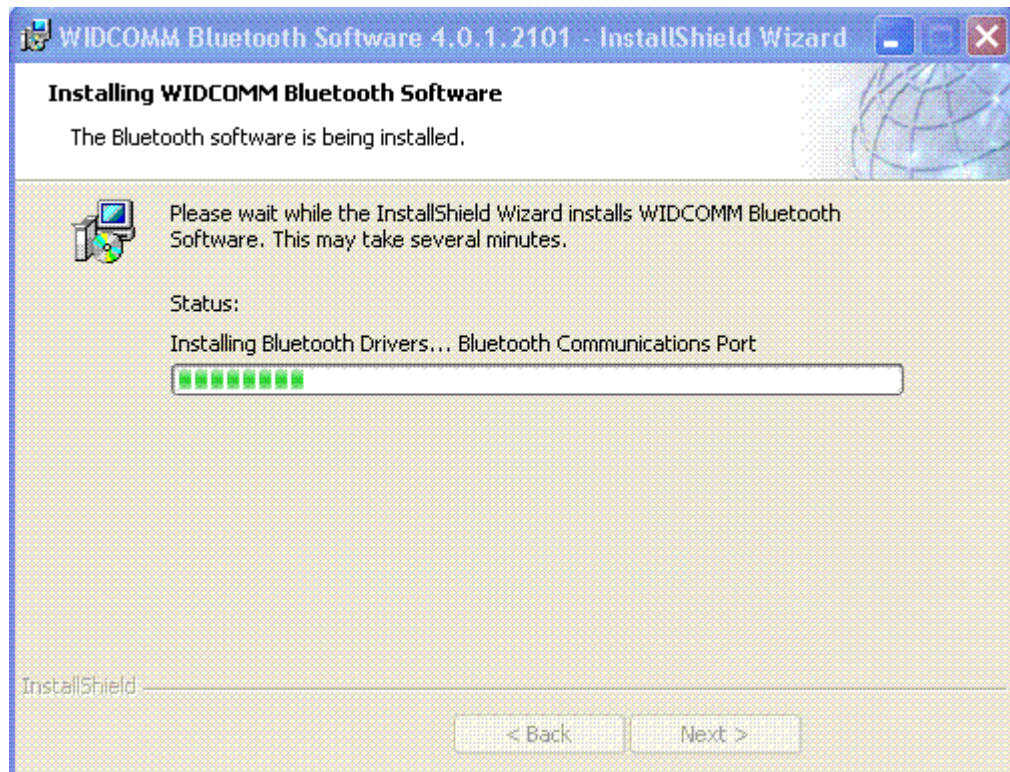 WIDCOMM Bluetooth Software 4.0.1.2101 - InstallShield Wizard
Installing WIDCOMM Bluetooth Software
The Bluetooth software is being installed.
Please wait while the InstallShield Wizard installs WIDCOMM Bluetooth
Software. This may take several minutes.
Status:
Installing Bluetooth Drivers... Bluetooth Communications Port
InstallShield
< Back
Next >